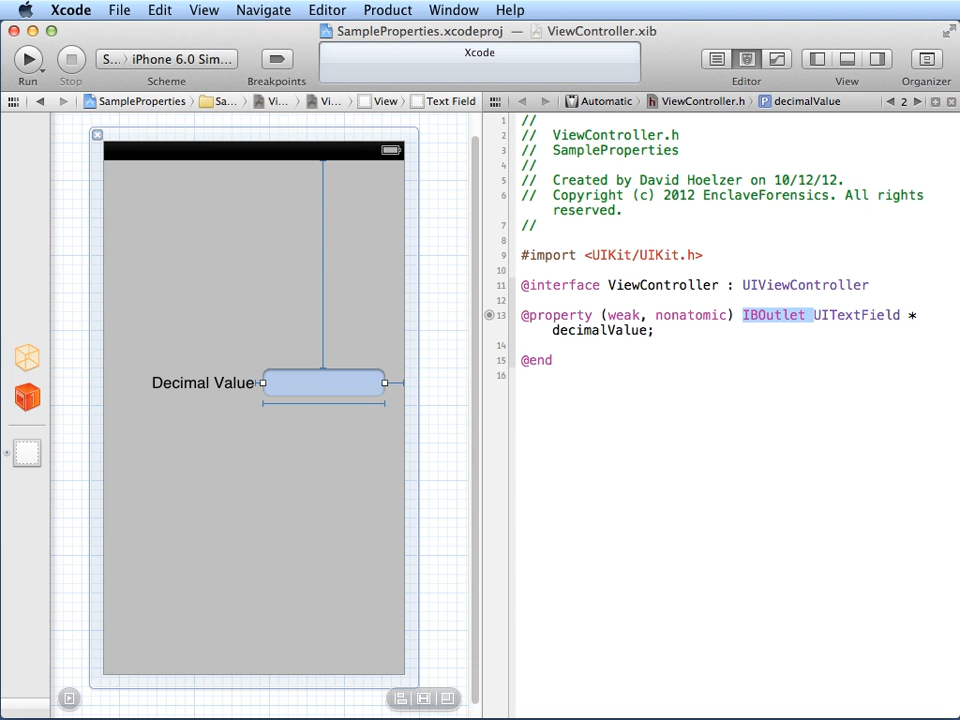 Xcode File Edit View Navigate Editor Product Window Help
SampleProperties.xcodeproj — ViewController.xib
S... iPhone 6.0 Sim...
Xcode
Run Stop Scheme Breakpoints Editor View Organizer
SampleProperties Sa... Vi... Vi... View Text Field
Automatic ViewController.h decimalValue 2
Decimal Value
1 //
2 // ViewController.h
3 // SampleProperties
4 //
5 // Created by David Hoelzer on 10/12/12.
6 // Copyright (c) 2012 EnclaveForensics. All rights
reserved.
7 //
8
9 #import <UIKit/UIKit.h>
10
11 @interface ViewController : UIViewController
12
13 @property (weak, nonatomic) IBOutlet UITextField *
decimalValue;
14
15 @end
16